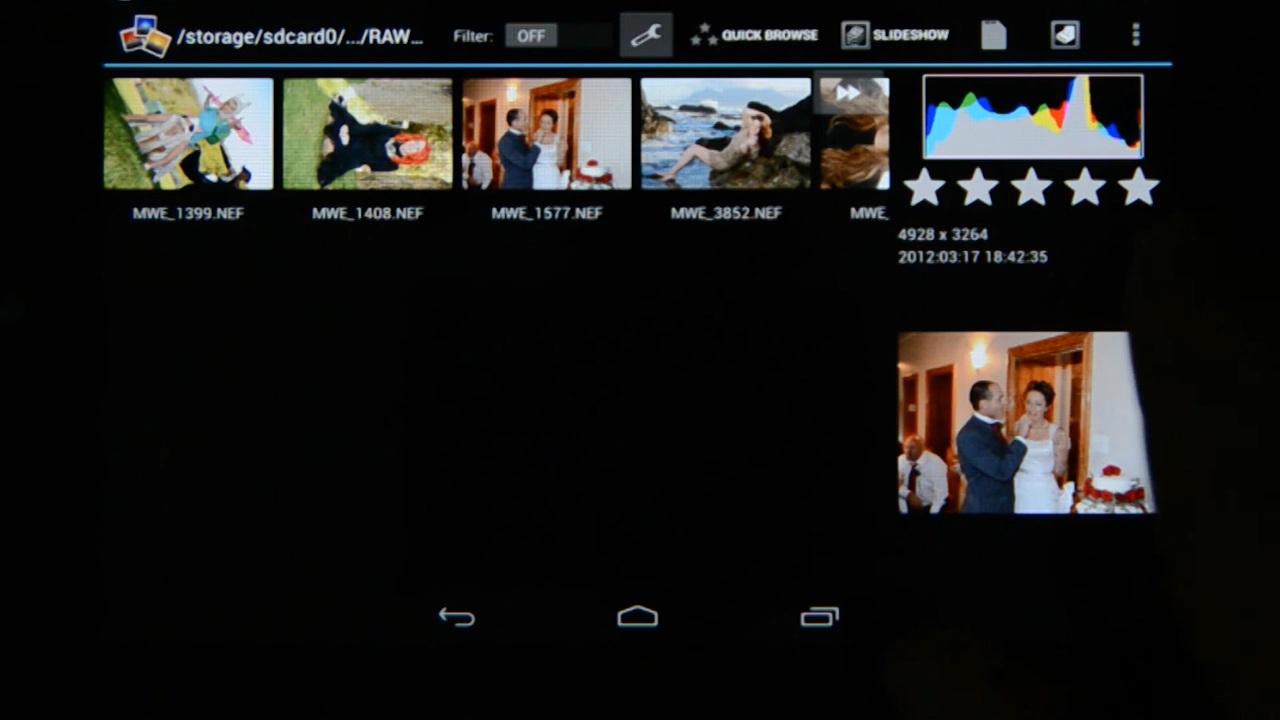 /storage/sdcard0/.../RAW...
Filter: OFF
QUICK BROWSE
SLIDESHOW
MWE_1399.NEF
MWE_1408.NEF
MWE_1577.NEF
MWE_3852.NEF
MWE_
4928 x 3264
2012:03:17 18:42:35